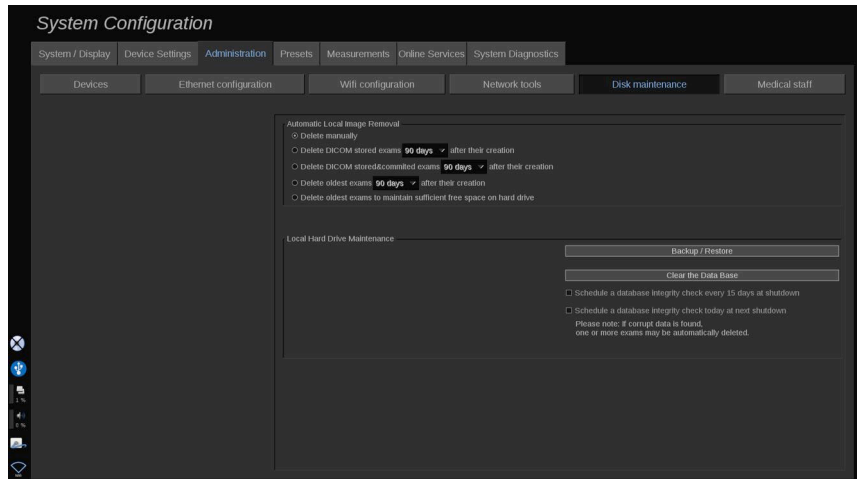 System Configuration
System / Display Device Settings Administration Presets Measurements Online Services System Diagnostics
Devices Ethernet configuration Wifi configuration Network tools Disk maintenance Medical staff
Automatic Local Image Removal
Delete manually
Delete DICOM stored exams 90 days after their creation
Delete DICOM stored&commited exams 90 days after their creation
Delete oldest exams 90 days after their creation
Delete oldest exams to maintain sufficient free space on hard drive
Local Hard Drive Maintenance
Backup / Restore
Clear the Data Base
Schedule a database integrity check every 15 days at shutdown
Schedule a database integrity check today at next shutdown
Please note: If corrupt data is found,
one or more exams may be automatically deleted.
1 %